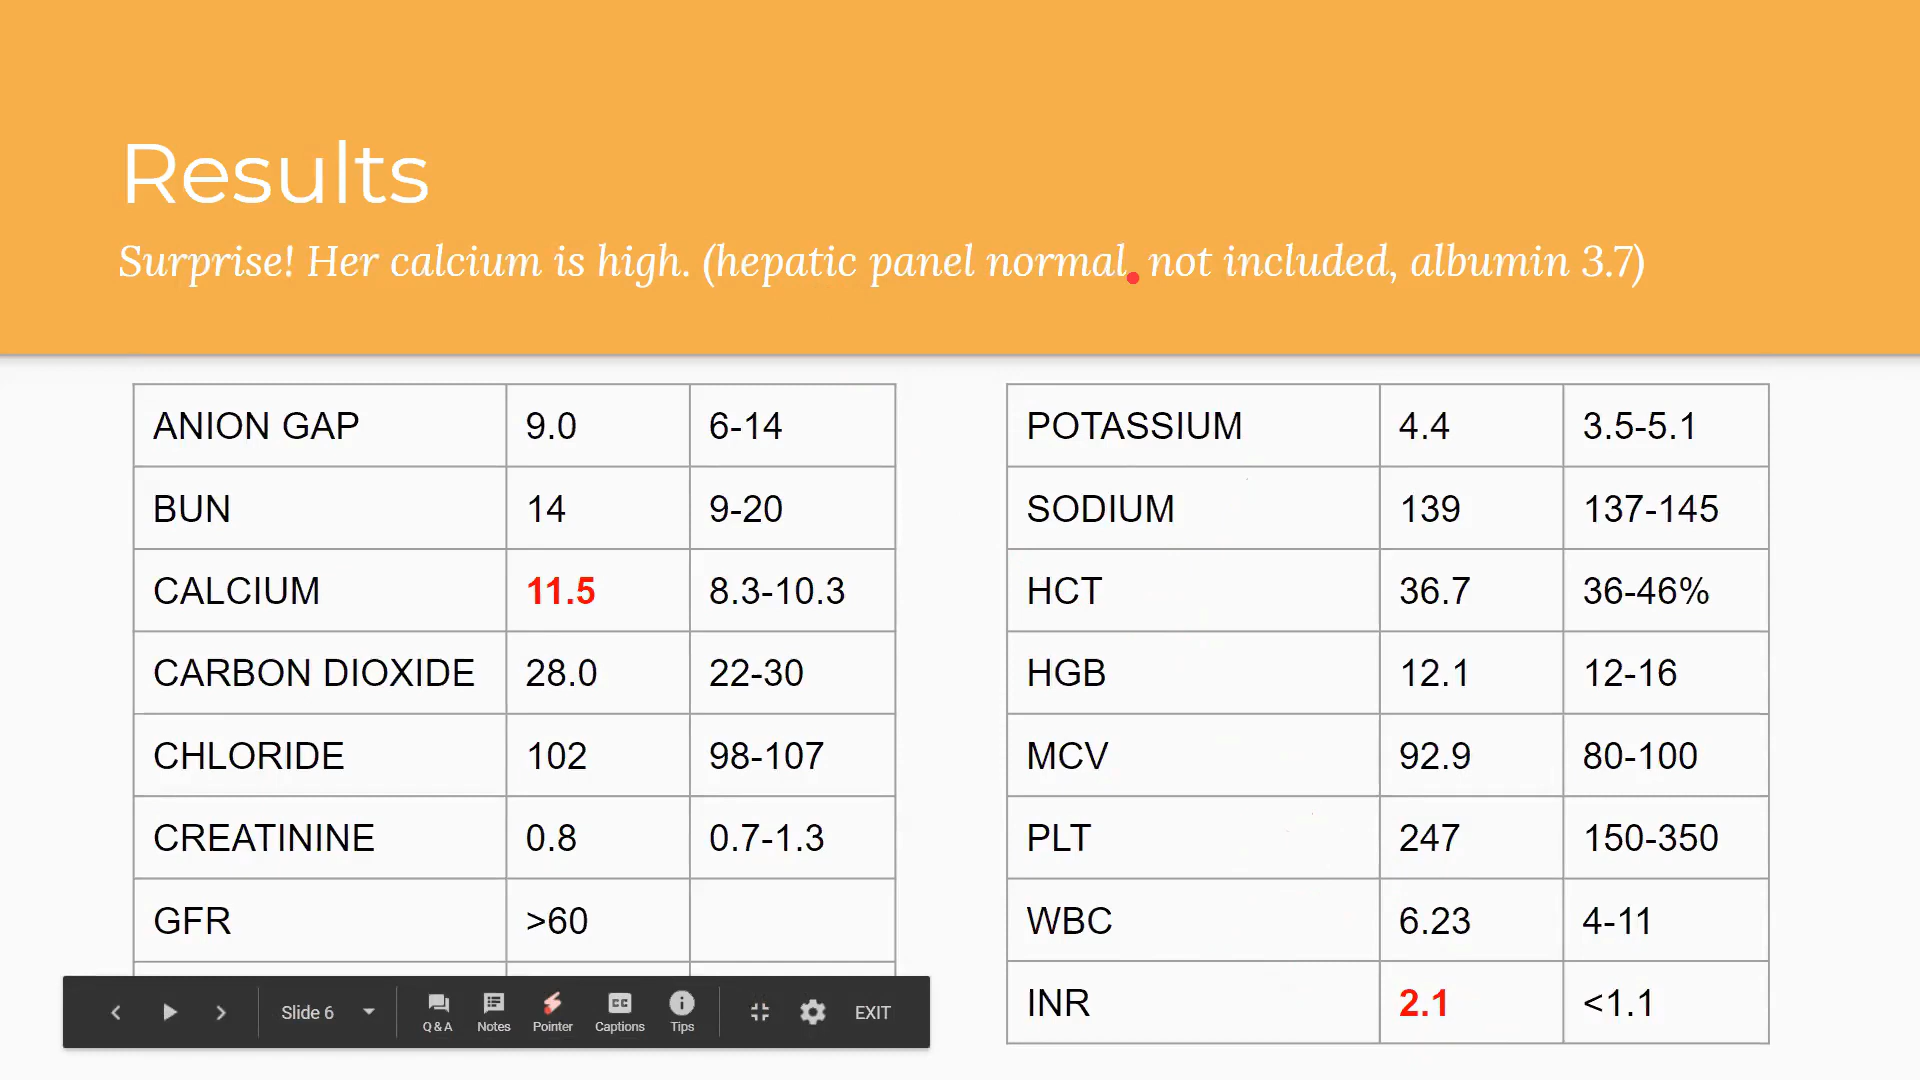 Results
Surprise! Her calcium is high. (hepatic panel normal, not included, albumin 3.7)
ANION GAP 9.0 6-14
BUN 14 9-20
CALCIUM 11.5 8.3-10.3
CARBON DIOXIDE 28.0 22-30
CHLORIDE 102 98-107
CREATININE 0.8 0.7-1.3
GFR >60
POTASSIUM 4.4 3.5-5.1
SODIUM 139 137-145
HCT 36.7 36-46%
HGB 12.1 12-16
MCV 92.9 80-100
PLT 247 150-350
WBC 6.23 4-11
INR 2.1 <1.1
Slide 6 Q & A Notes Pointer CC Captions Tips EXIT